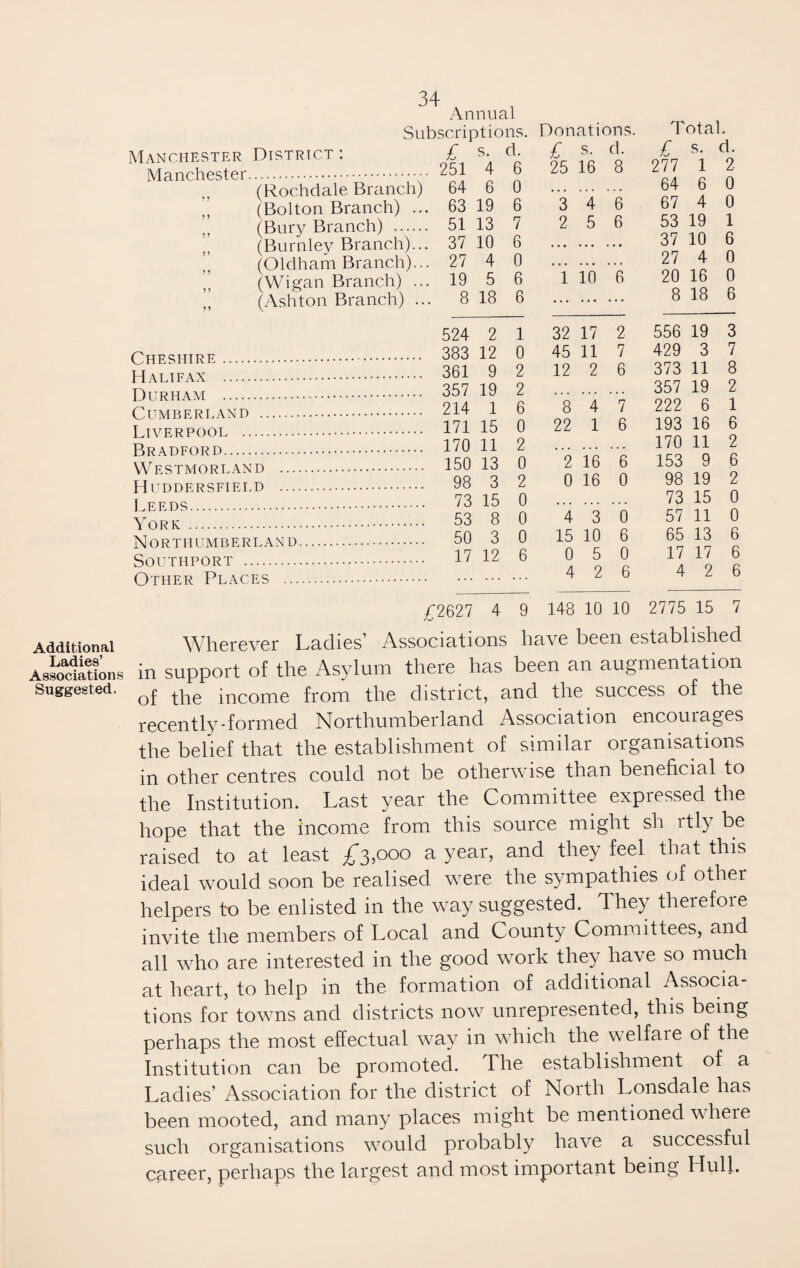 34
Annual
Subscriptions. Donations. Total.
Manchester District : £ s. d. £ s. d. £ s. d.
Manchester........ 251 4 6 25 16 8 277 1 2
,, (Rochdale Branch) 64 6 0 ... ... ... 64 6 0
,, (Bolton Branch) ... 63 19 6 3 4 6 67 4 0
,, (Bury Branch) ...... 51 13 7 2 5 6 53 19 1
,, (Burnley Branch)... 37 10 6 ... ... ... 37 10 6
,, (Oldham Branch)... 27 4 0 ... ... ... 27 4 0
,, (Wigan Branch) ... 19 5 6 1 10 6 20 16 0
,, (Ashton Branch) ... 8 18 6 ... ... ... 8 18 6
524 2 1 32 17 2 556 19 3
Cheshire ........ 383 12 0 45 11 7 429 3 7
Halifax ........ 361 9 2 12 2 6 373 11 8
Durham ........ 357 19 2 ... ... ... 357 19 2
Cumberland ........ 214 1 6 8 4 7 222 6 1
Liverpool ........ 171 15 0 22 1 6 193 16 6
Bradford........ 170 11 2 ... ... ... 170 11 2
Westmorland ........ 150 13 0 2 16 6 153 9 6
Huddersfield ........ 98 3 2 0 16 0 98 19 2
Leeds........ 73 15 0 ... ... ... 73 15 0
York ........ 53 8 0 4 3 0 57 11 0
Northumberland........ 50 3 0 15 10 6 65 13 6
Southport ........ 17 12 6 0 5 0 17 17 6
Other Places ........ ... ... ... 4 2 6 4 2 6
£2627 4 9 148 10 10 2775 15 7
Additional
Ladies'
Associations
Suggested.
Wherever Ladies' Associations have been established
in support of the Asylum there has been an augmentation
of the income from the district, and the success of the
recently-formed Northumberland Association encourages
the belief that the establishment of similar organisations
in other centres could not be otherwise than beneficial to
the Institution. Last year the Committee expressed the
hope that the income from this source might sh rtly be
raised to at least £3,000 a year, and they feel that this
ideal would soon be realised were the sympathies of other
helpers to be enlisted in the way suggested. They therefore
invite the members of Local and County Committees, and
all who are interested in the good work they have so much
at heart, to help in the formation of additional Associa-
tions for towns and districts now unrepresented, this being
perhaps the most effectual way in which the welfare of the
Institution can be promoted. The establishment of a
Ladies' Association for the district of North Lonsdale has
been mooted, and many places might be mentioned where
such organisations would probably have a successful
career, perhaps the largest and most important being Hull.